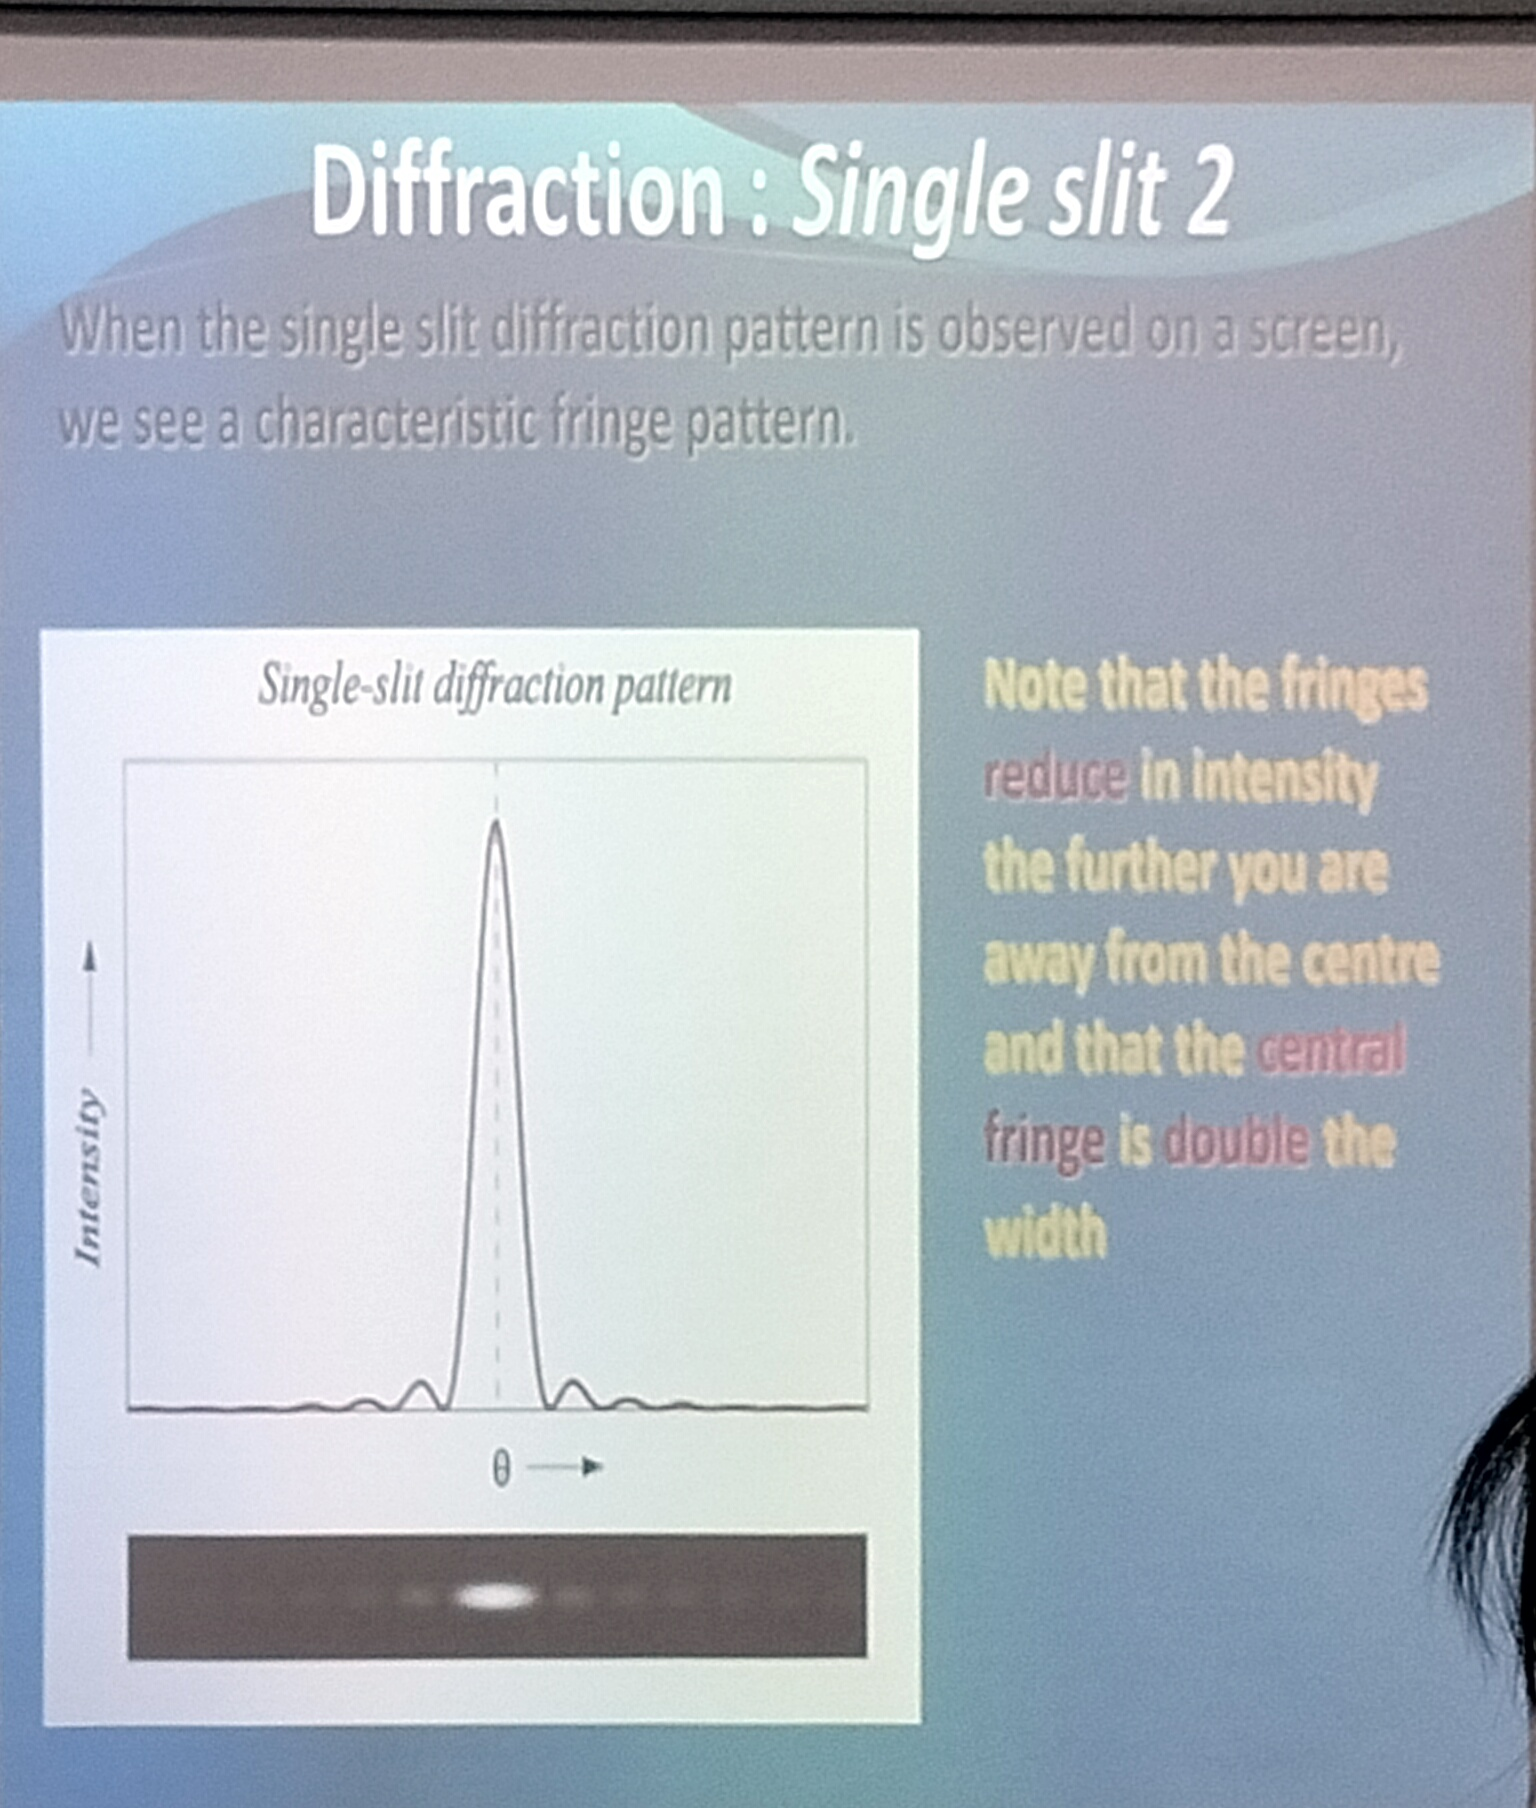 Diffraction : Single slit 2
When the single slit diffraction pattern is observed on a screen,
we see a characteristic fringe pattern.
Single-slit diffraction pattern
Intensity
θ
Note that the fringes
reduce in intensity
the further you are
away from the centre
and that the central
fringe is double the
width